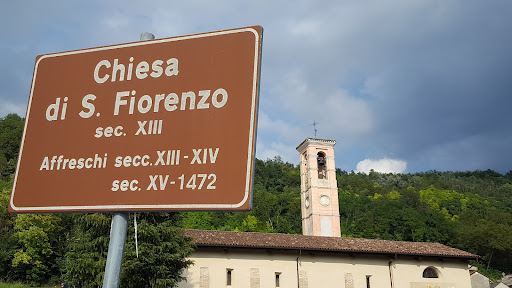 Chiesa
di S. Fiorenzo
sec. XIII
Affreschi secc.XIII-XIV
sec. XV-1472